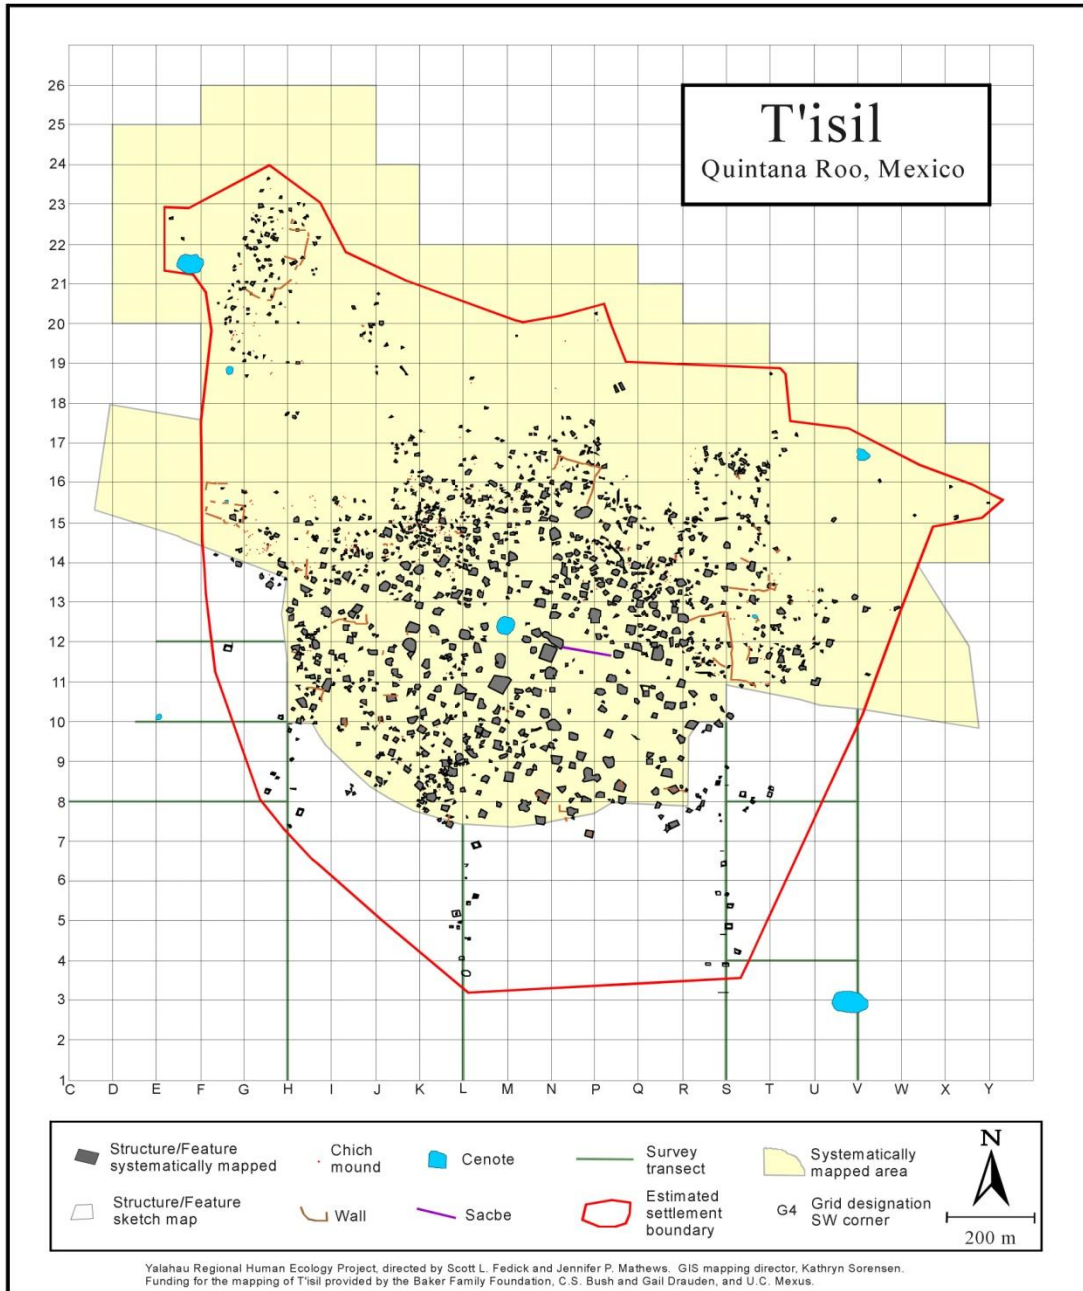 T'isil
Quintana Roo, Mexico
26
25
24
23
22
21
20
19
18
17
16
15
14
13
12
11
10
9
8
7
6
5
4
3
2
1
C D E F G H I J K L M N P Q R S T U V W X Y
Structure/Feature
systematically mapped
Chich
mound
Cenote
Survey
transect
Systematically
mapped area
Structure/Feature
sketch map
Wall
Sacbe
Estimated
settlement
boundary
G4
Grid designation
SW corner
N
200 m
Yalahau Regional Human Ecology Project, directed by Scott L. Fedick and Jennifer P. Mathews. GIS mapping director, Kathryn Sorensen.
Funding for the mapping of T'isil provided by the Baker Family Foundation, C.S. Bush and Gail Drauden, and U.C. Mexus.